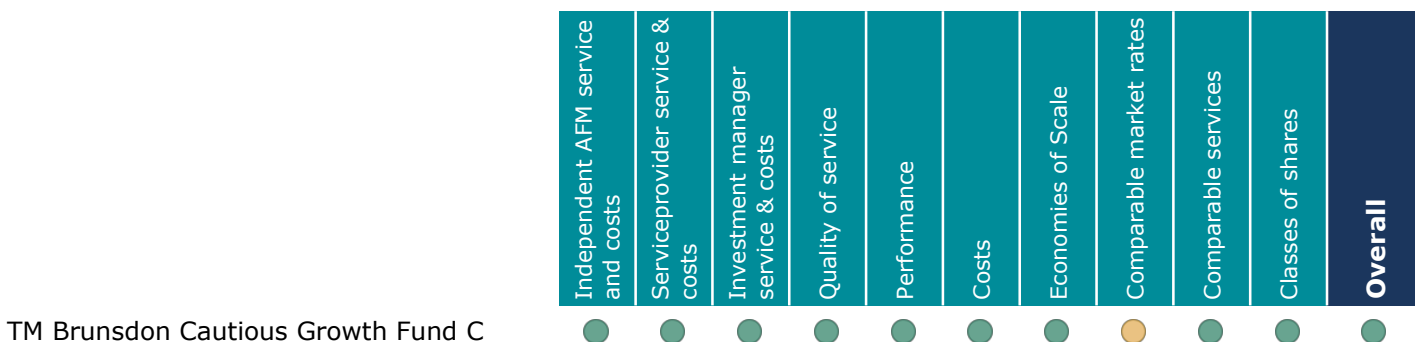 Independent AFM service
and costs
Serviceprovider service &
costs
Investment manager
service & costs
Quality of service
Performance
Costs
Economies of Scale
Comparable market rates
Comparable services
Classes of shares
Overall
TM Brunsdon Cautious Growth Fund C